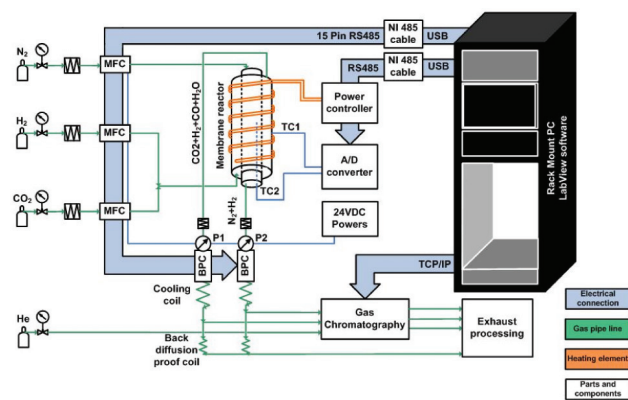 15 Pin RS485
NI 485
cable
USB
N2
MFC
RS485
NI 485
cable
USB
Power
controller
CO2+H2+CO+H2O
Membrane reactor
H2
MFC
TC1
A/D
converter
Rack Mount PC
LabView software
TC2
CO2
MFC
N2+H2
24VDC
Powers
P1
P2
BPC
BPC
TCP/IP
Cooling
coil
He
Gas
Chromatography
Exhaust
processing
Back
diffusion
proof coil
Electrical
connection
Gas pipe line
Heating element
Parts and
components